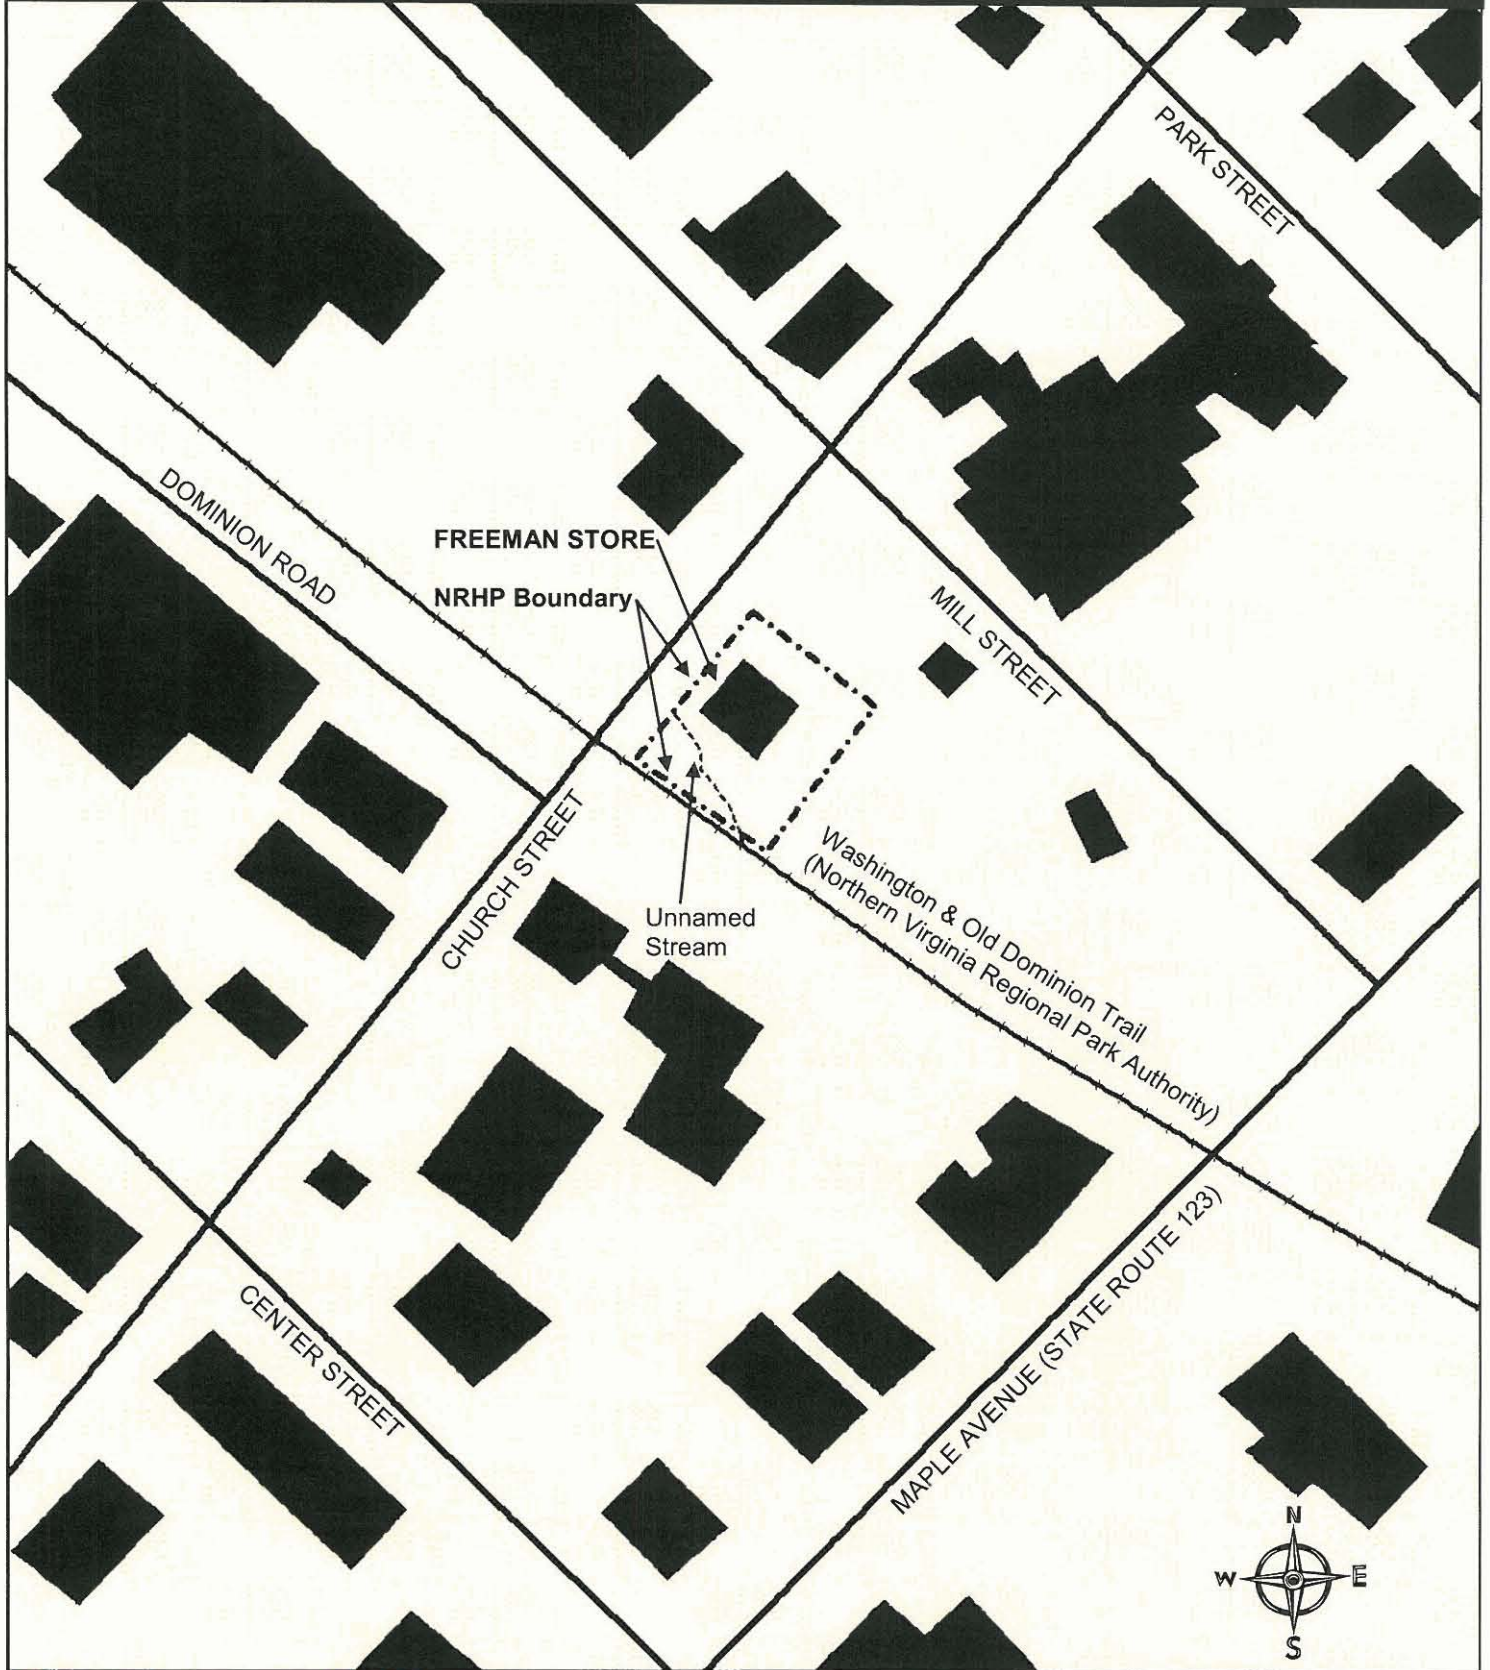 PARK STREET
DOMINION ROAD
FREEMAN STORE
NRHP Boundary
MILL STREET
CHURCH STREET
Unnamed
Stream
Washington & Old Dominion Trail
(Northern Virginia Regional Park Authority)
CENTER STREET
MAPLE AVENUE (STATE ROUTE 123)
N
W
E
S